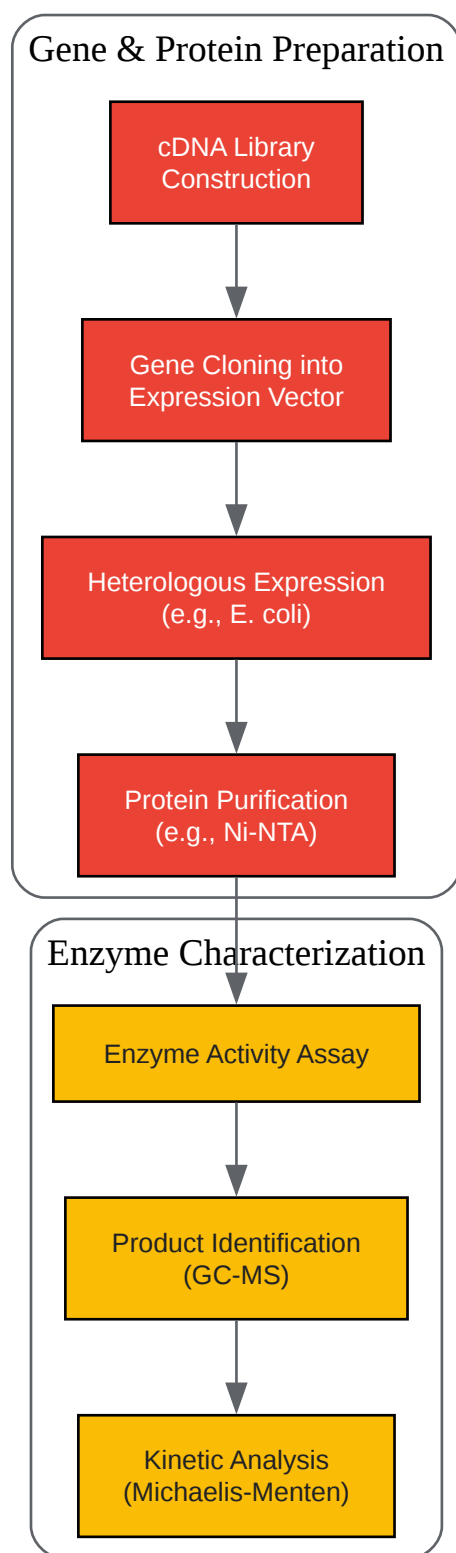 Gene & Protein Preparation
cDNA Library
Construction
Gene Cloning into
Expression Vector
Heterologous Expression
(e.g., E. coli)
Protein Purification
(e.g., Ni-NTA)
Enzyme Characterization
Enzyme Activity Assay
Product Identification
(GC-MS)
Kinetic Analysis
(Michaelis-Menten)